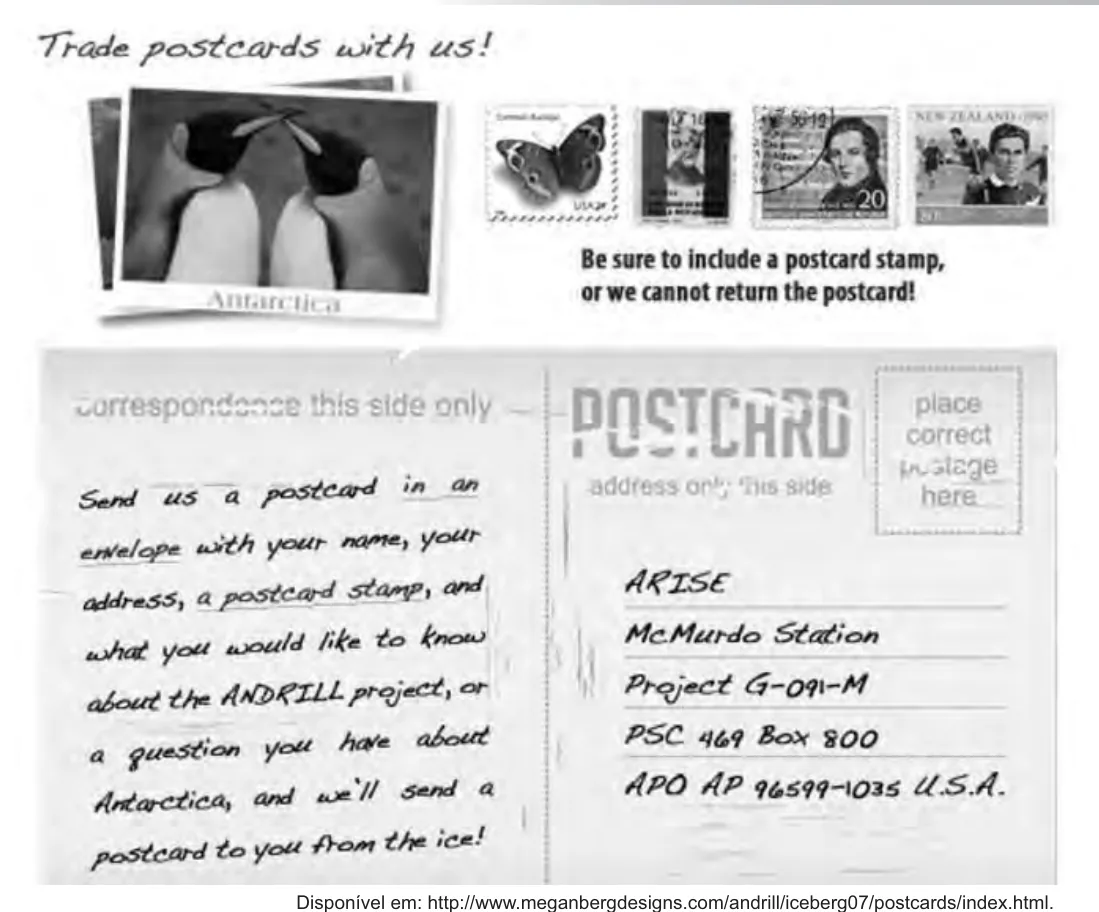 Trade postcards with us!
Antarctica
USA
20
NEW ZEALAND 1990
80c
Be sure to include a postcard stamp,
or we cannot return the postcard!
correspondence this side only
Send us a postcard in an
envelope with your name, your
address, a postcard stamp, and
what you would like to know
about the ANDRILL project, or
a question you have about
Antarctica, and we'll send a
postcard to you from the ice!
POSTCARD
address only this side
place
correct
postage
here
ARISE
McMurdo Station
Project G-091-M
PSC 469 Box 800
APO AP 96599-1035 U.S.A.
Disponível em: http://www.meganbergdesigns.com/andrill/iceberg07/postcards/index.html.